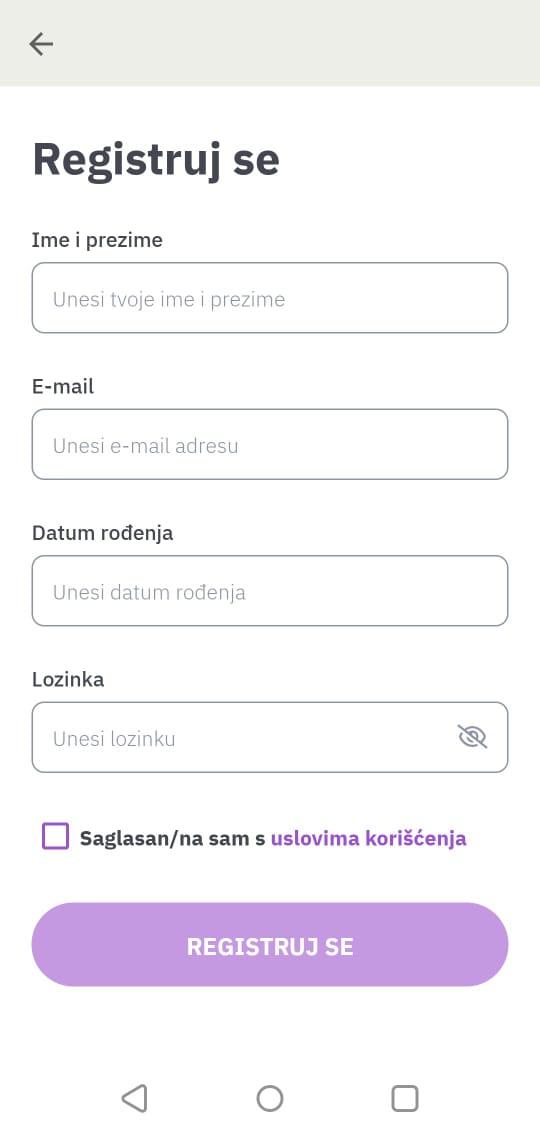 Registruj se
Ime i prezime
Unesi tvoje ime i prezime
E-mail
Unesi e-mail adresu
Datum rođenja
Unesi datum rođenja
Lozinka
Unesi lozinku
Saglasan/na sam s uslovima korišćenja
REGISTRUJ SE